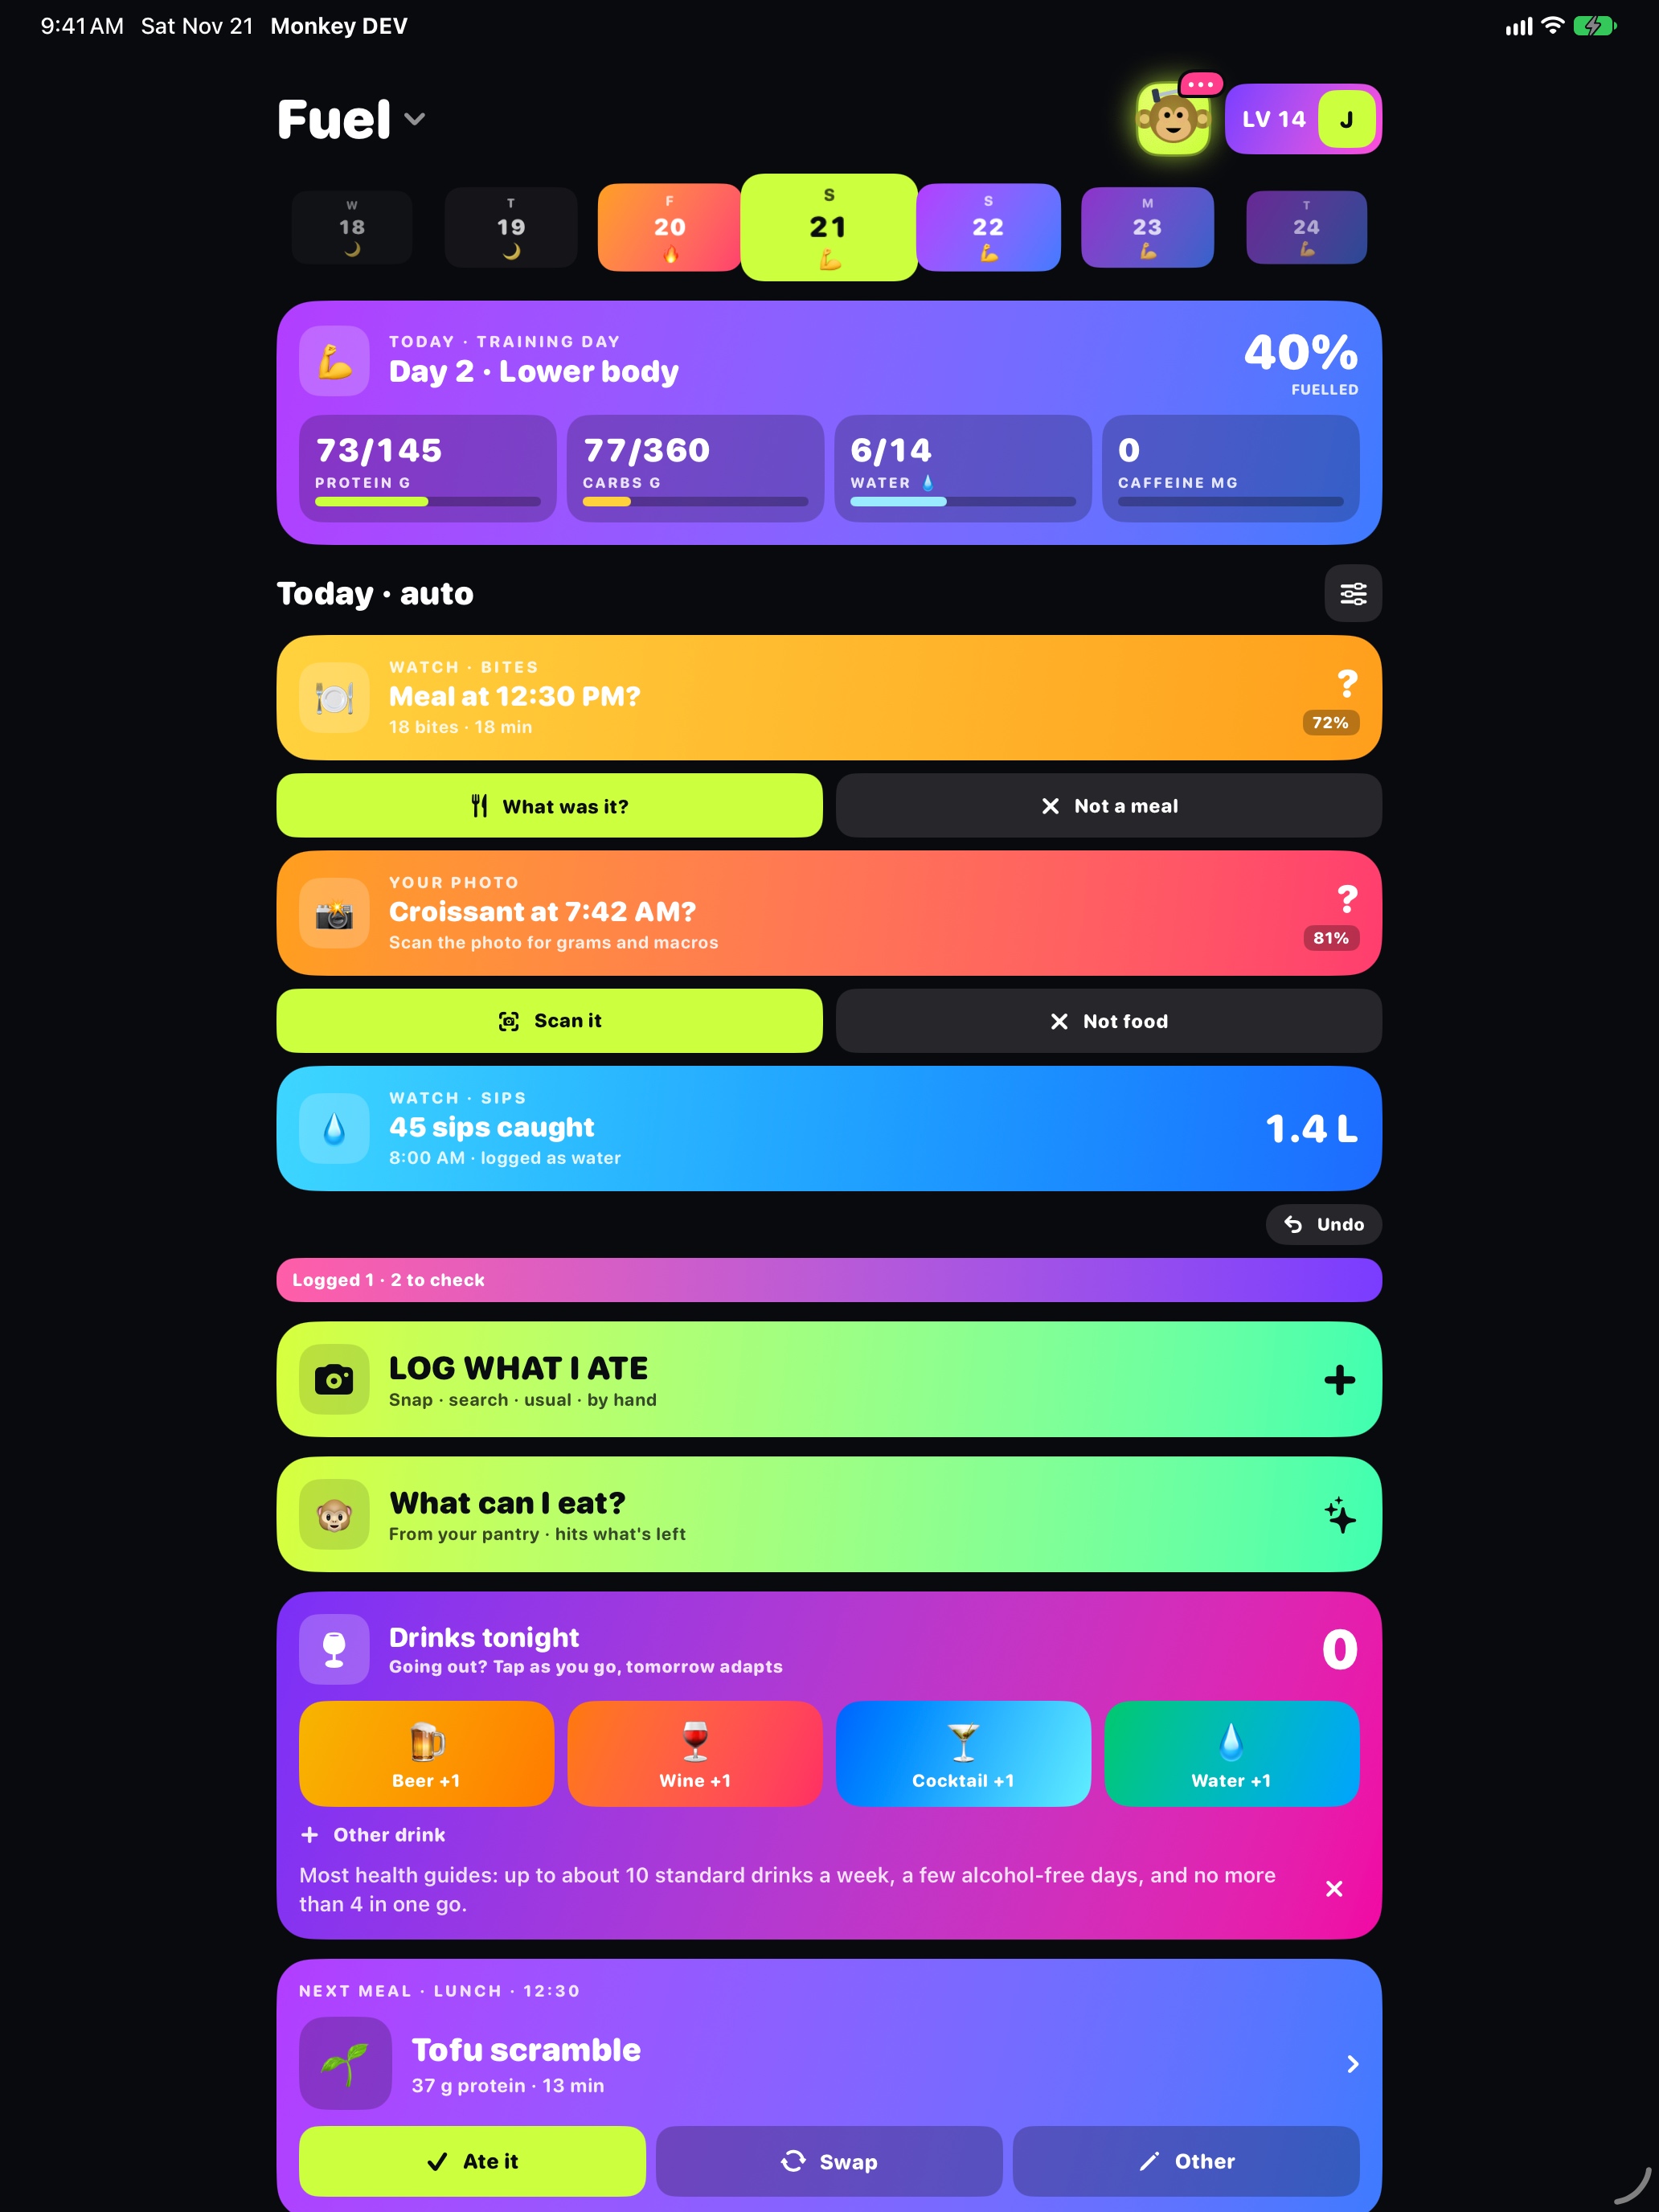 9:41 AM Sat Nov 21 Monkey DEV
Fuel
LV 14 J
W
18
T
19
F
20
S
21
S
22
M
23
T
24
TODAY · TRAINING DAY
Day 2 · Lower body
40%
FUELLED
73/145
PROTEIN G
77/360
CARBS G
6/14
WATER
0
CAFFEINE MG
Today · auto
WATCH · BITES
Meal at 12:30 PM?
18 bites · 18 min
?
72%
What was it?
Not a meal
YOUR PHOTO
Croissant at 7:42 AM?
Scan the photo for grams and macros
?
81%
Scan it
Not food
WATCH · SIPS
45 sips caught
8:00 AM · logged as water
1.4 L
Undo
Logged 1 · 2 to check
LOG WHAT I ATE
Snap · search · usual · by hand
What can I eat?
From your pantry · hits what's left
Drinks tonight
Going out? Tap as you go, tomorrow adapts
0
Beer +1
Wine +1
Cocktail +1
Water +1
Other drink
Most health guides: up to about 10 standard drinks a week, a few alcohol-free days, and no more
than 4 in one go.
NEXT MEAL · LUNCH · 12:30
Tofu scramble
37 g protein · 13 min
Ate it
Swap
Other